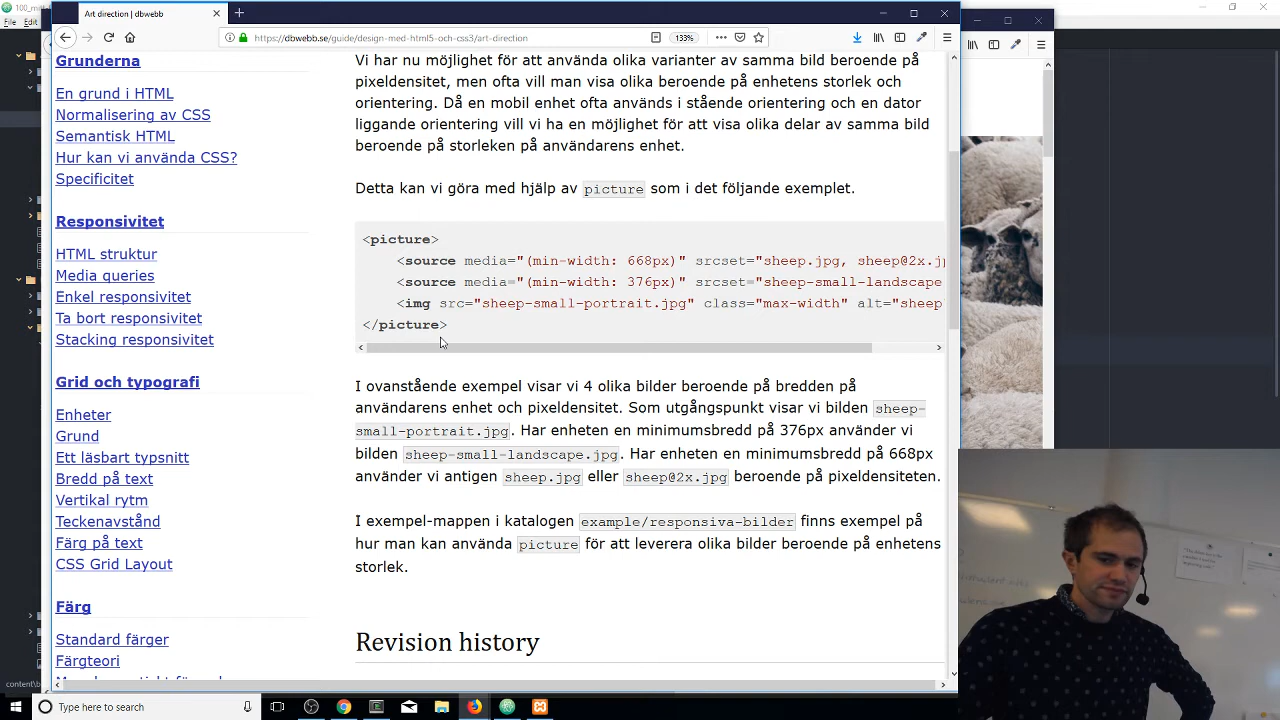 100_mit
Art direction | dbwebb
File
https://dbwebb.se/guide/design-med-html5-och-css3/art-direction
133%
Grunderna
En grund i HTML
Normalisering av CSS
Semantisk HTML
Hur kan vi använda CSS?
Specificitet
Responsivitet
HTML struktur
Media queries
Enkel responsivitet
Ta bort responsivitet
Stacking responsivitet
Grid och typografi
Enheter
Grund
Ett läsbart typsnitt
Bredd på text
Vertikal rytm
Teckenavstånd
Färg på text
CSS Grid Layout
Färg
Standard färger
Färgteori
Vi har nu möjlighet för att använda olika varianter av samma bild beroende på
pixeldensitet, men ofta vill man visa olika beroende på enhetens storlek och
orientering. Då en mobil enhet ofta används i stående orientering och en dator
liggande orientering vill vi ha en möjlighet för att visa olika delar av samma bild
beroende på storleken på användarens enhet.
Detta kan vi göra med hjälp av picture som i det följande exemplet.
<picture>
<source media="(min-width: 668px)" srcset="sheep.jpg, sheep@2x.jp
<source media="(min-width: 376px)" srcset="sheep-small-landscape
<img src="sheep-small-portrait.jpg" class="max-width" alt="sheep
</picture>
I ovanstående exempel visar vi 4 olika bilder beroende på bredden på
användarens enhet och pixeldensitet. Som utgångspunkt visar vi bilden sheep-
small-portrait.jpg. Har enheten en minimumsbredd på 376px använder vi
bilden sheep-small-landscape.jpg. Har enheten en minimumsbredd på 668px
använder vi antigen sheep.jpg eller sheep@2x.jpg beroende på pixeldensiteten.
I exempel-mappen i katalogen example/responsiva-bilder finns exempel på
hur man kan använda picture för att leverera olika bilder beroende på enhetens
storlek.
Revision history
content\b
Type here to search